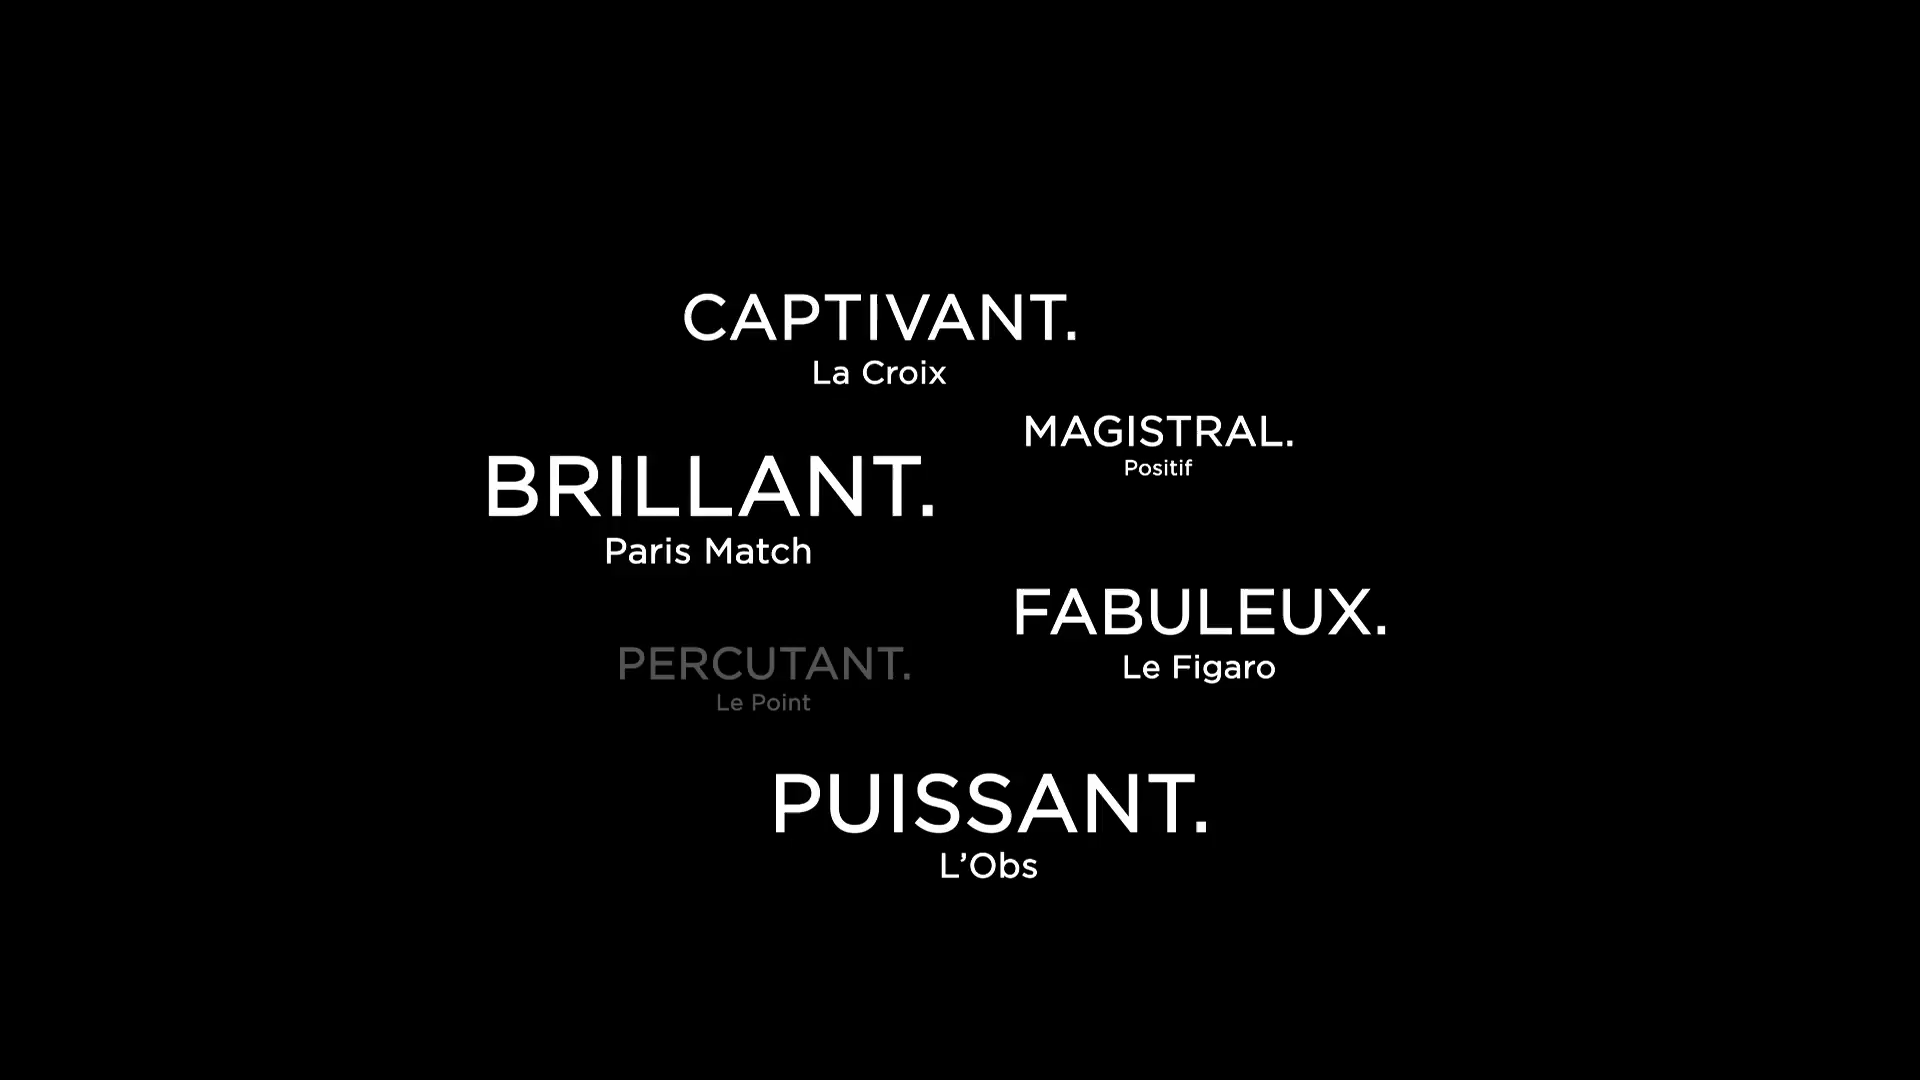 CAPTIVANT.
La Croix
MAGISTRAL.
Positif
BRILLANT.
Paris Match
FABULEUX.
Le Figaro
PERCUTANT.
Le Point
PUISSANT.
L’Obs